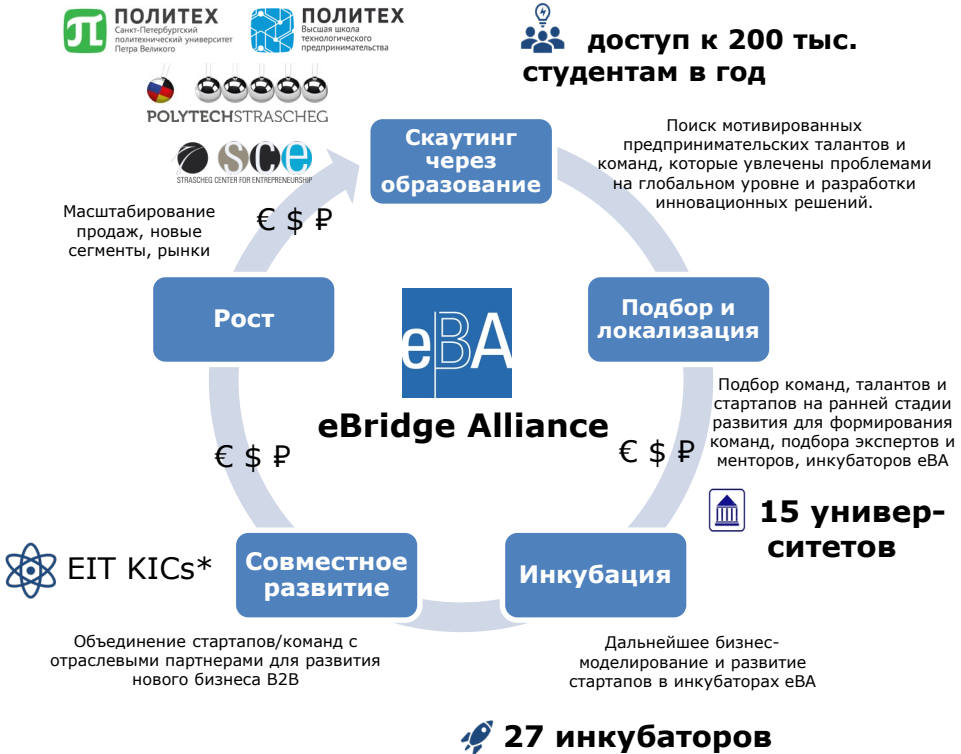 ПОЛИТЕХ
Санкт-Петербургский
политехнический университет
Петра Великого
ПОЛИТЕХ
Высшая школа
технологического
предпринимательства
POLYTECHSTRASCHEG
sce
STRASCHEG CENTER FOR ENTREPRENEURSHIP
доступ к 200 тыс.
студентам в год
Скаутинг
через
образование
Поиск мотивированных
предпринимательских талантов и
команд, которые увлечены проблемами
на глобальном уровне и разработки
инновационных решений.
Масштабирование
продаж, новые
сегменты, рынки
€ $ ₽
Рост
eBA
eBridge Alliance
Подбор и
локализация
Подбор команд, талантов и
стартапов на ранней стадии
развития для формирования
команд, подбора экспертов и
менторов, инкубаторов eBA
€ $ ₽
€ $ ₽
15 универ-
ситетов
EIT KICs*
Совместное
развитие
Инкубация
Объединение стартапов/команд с
отраслевыми партнерами для развития
нового бизнеса B2B
Дальнейшее бизнес-
моделирование и развитие
стартапов в инкубаторах eBA
27 инкубаторов